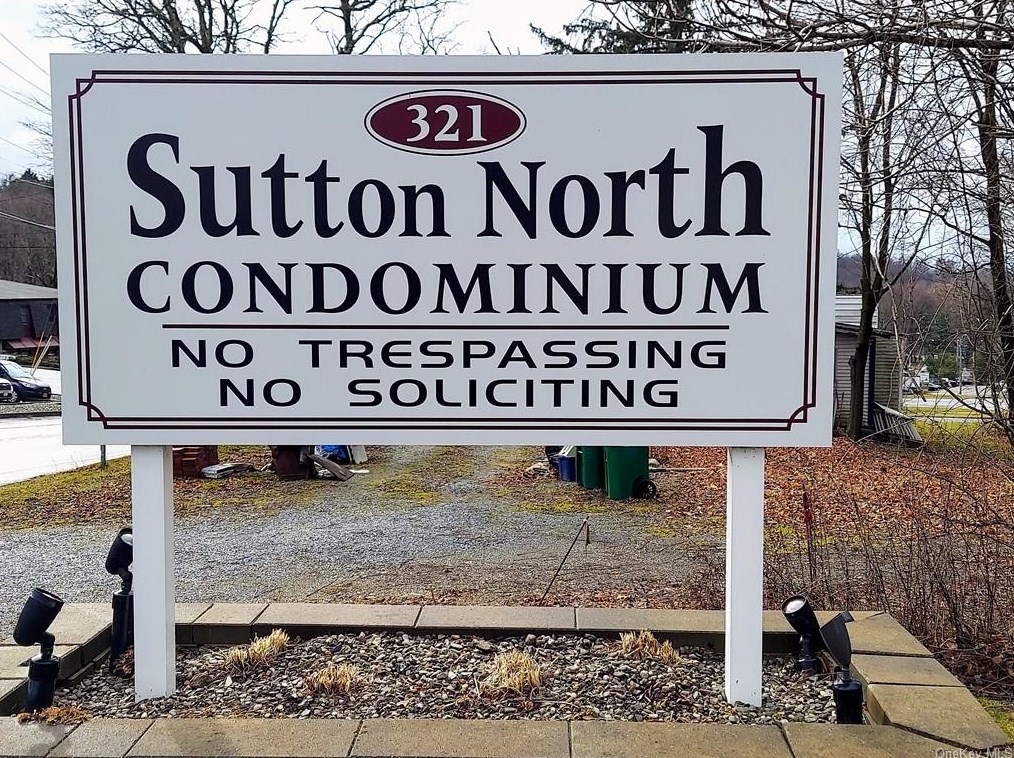 321
Sutton North
CONDOMINIUM
NO TRESPASSING
NO SOLICITING
OneKey MLS